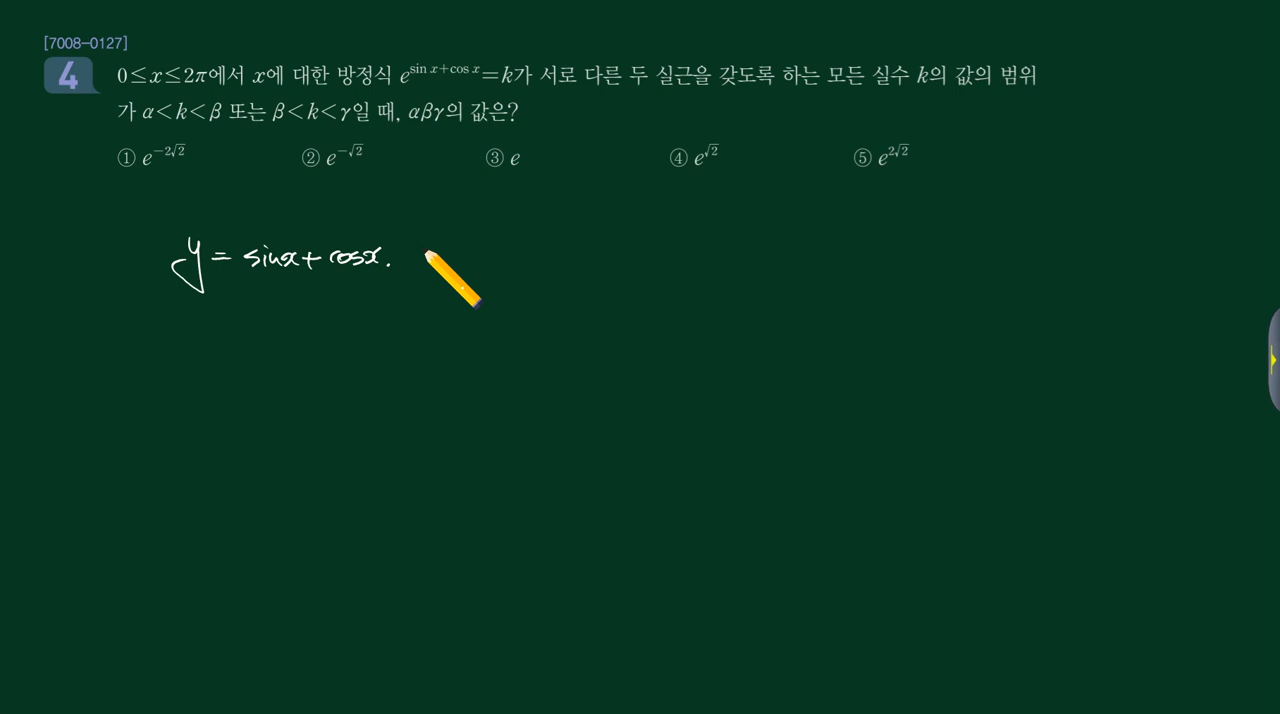 [7008-0127]
4 0≤x≤2π에서 x에 대한 방정식 e^{sin x+cos x}=k가 서로 다른 두 실근을 갖도록 하는 모든 실수 k의 값의 범위
가 α<k<β 또는 β<k<γ일 때, αβγ의 값은?
① e^{-2√2} ② e^{-√2} ③ e ④ e^{√2} ⑤ e^{2√2}
y = sinx + cosx.